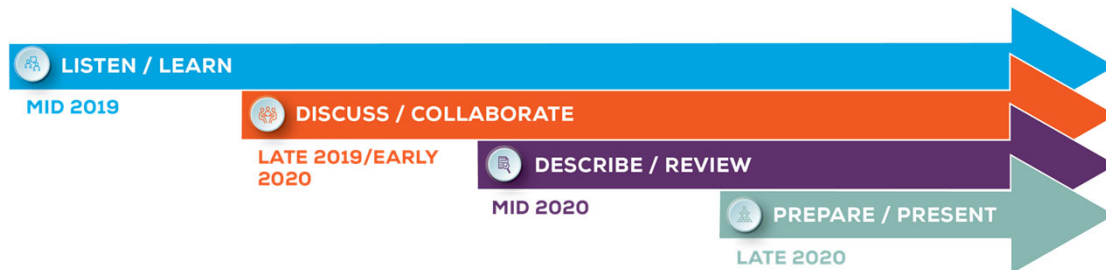 LISTEN / LEARN
MID 2019
DISCUSS / COLLABORATE
LATE 2019/EARLY
2020
DESCRIBE / REVIEW
MID 2020
PREPARE / PRESENT
LATE 2020